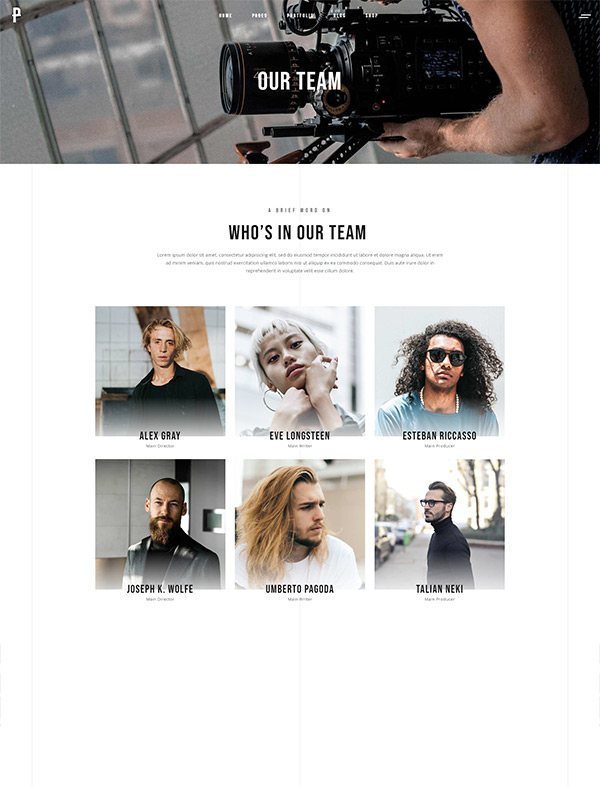 P
HOME PAGES PORTFOLIO BLOG SHOP
OUR TEAM
A BRIEF WORD ON
WHO'S IN OUR TEAM
Lorem ipsum dolor sit amet, consectetur adipiscing elit, sed do eiusmod tempor incididunt ut labore et dolore magna aliqua. Ut enim
ad minim veniam, quis nostrud exercitation ullamco laboris nisi ut aliquip ex ea commodo consequat. Duis aute irure dolor in
reprehenderit in voluptate velit esse cillum dolore.
ALEX GRAY EVE LONGSTEEN ESTEBAN RICCASSO
Main Director Main Writer Main Producer
JOSEPH K. WOLFE UMBERTO PAGODA TALIAN NEKI
Main Director Main Writer Main Producer